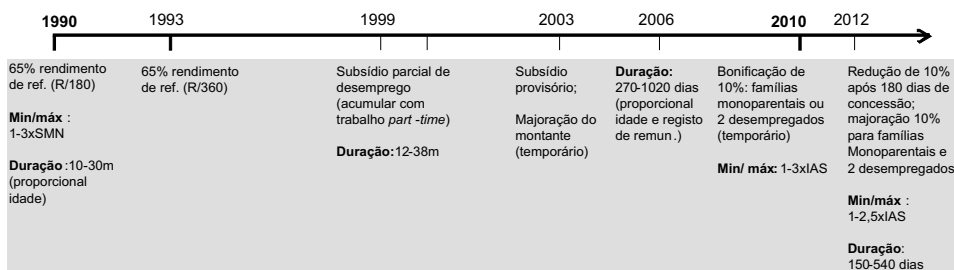 1990
1993
1999
2003
2006
2010
2012
65% rendimento
de ref. (R/180)
Min/máx :
1-3xSMN
Duração :10-30m
(proporcional
idade)
65% rendimento
de ref. (R/360)
Subsídio parcial de
desemprego
(acumular com
trabalho part -time)
Duração:12-38m
Subsídio
provisório;
Majoração do
montante
(temporário)
Duração:
270-1020 dias
(proporcional
idade e registo
de remun.)
Bonificação de
10%: famílias
monoparentais ou
2 desempregados
(temporário)
Min/ máx: 1-3xIAS
Redução de 10%
após 180 dias de
concessão;
majoração 10%
para famílias
Monoparentais e
2 desempregados
Min/máx :
1-2,5xIAS
Duração:
150-540 dias